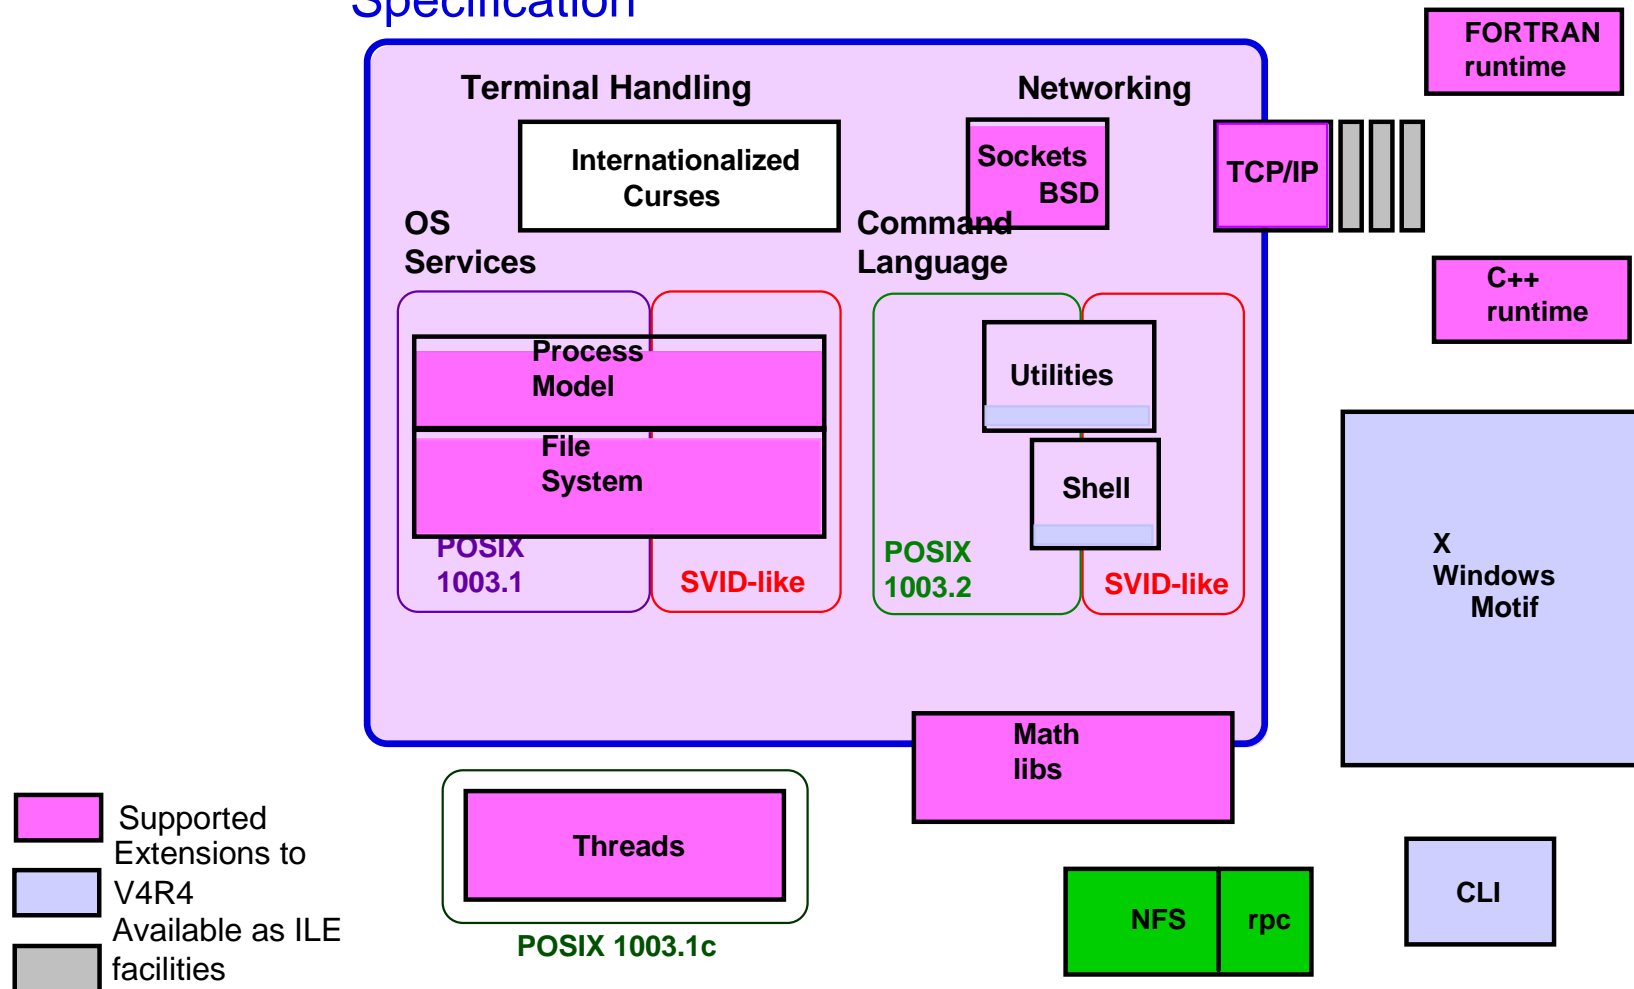 Specification
FORTRAN
runtime
Terminal Handling
Networking
Internationalized
Curses
Sockets
BSD
TCP/IP
OS
Services
Command
Language
C++
runtime
Process
Model
Utilities
File
System
Shell
POSIX
1003.1
SVID-like
POSIX
1003.2
SVID-like
X
Windows
Motif
Math
libs
Supported
Extensions to
V4R4
Available as ILE
facilities
Threads
POSIX 1003.1c
NFS
rpc
CLI